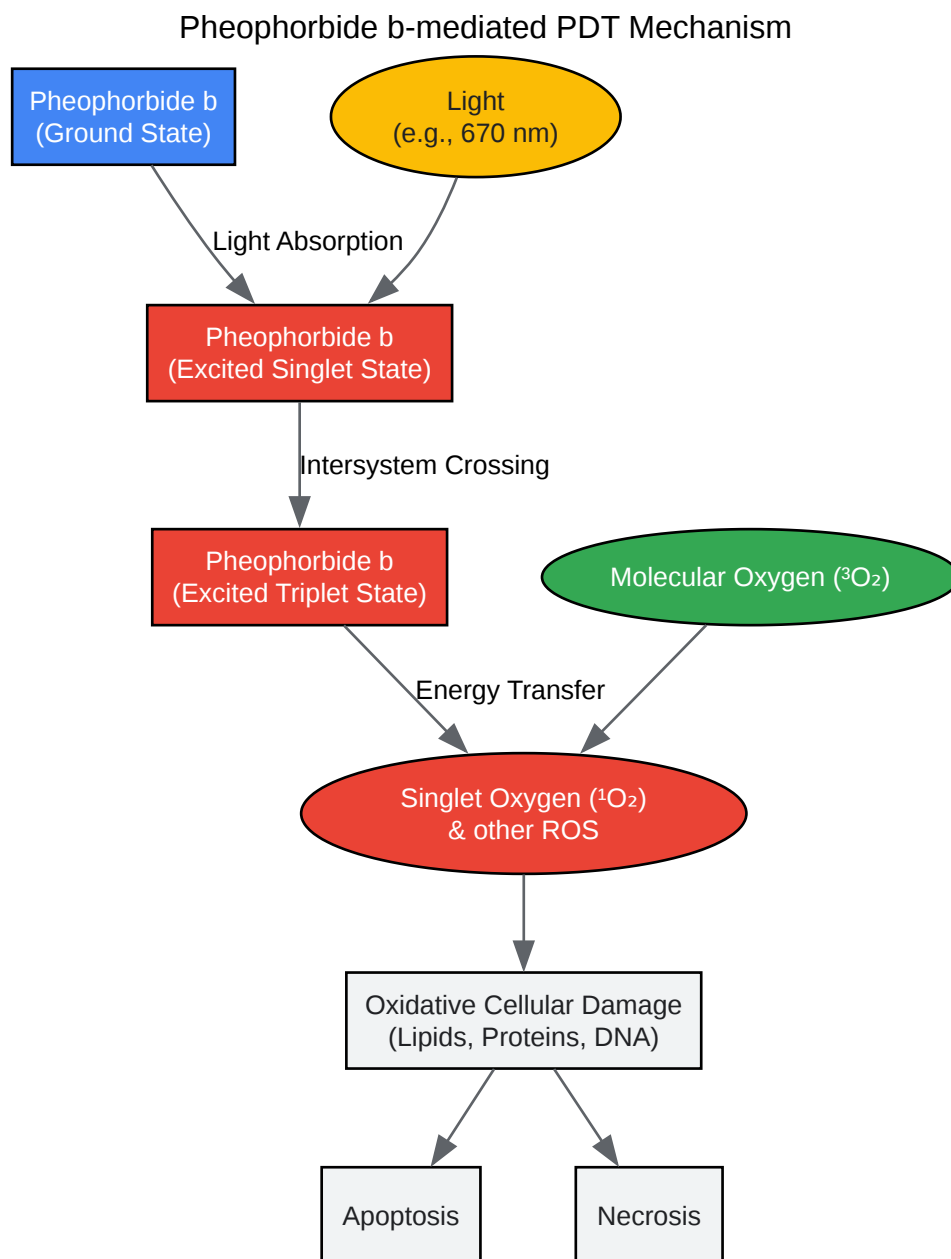 Pheophorbide b-mediated PDT Mechanism
Pheophorbide b
(Ground State)
Light
(e.g., 670 nm)
Light Absorption
Pheophorbide b
(Excited Singlet State)
Intersystem Crossing
Pheophorbide b
(Excited Triplet State)
Molecular Oxygen (³O₂)
Energy Transfer
Singlet Oxygen (¹O₂)
& other ROS
Oxidative Cellular Damage
(Lipids, Proteins, DNA)
Apoptosis
Necrosis